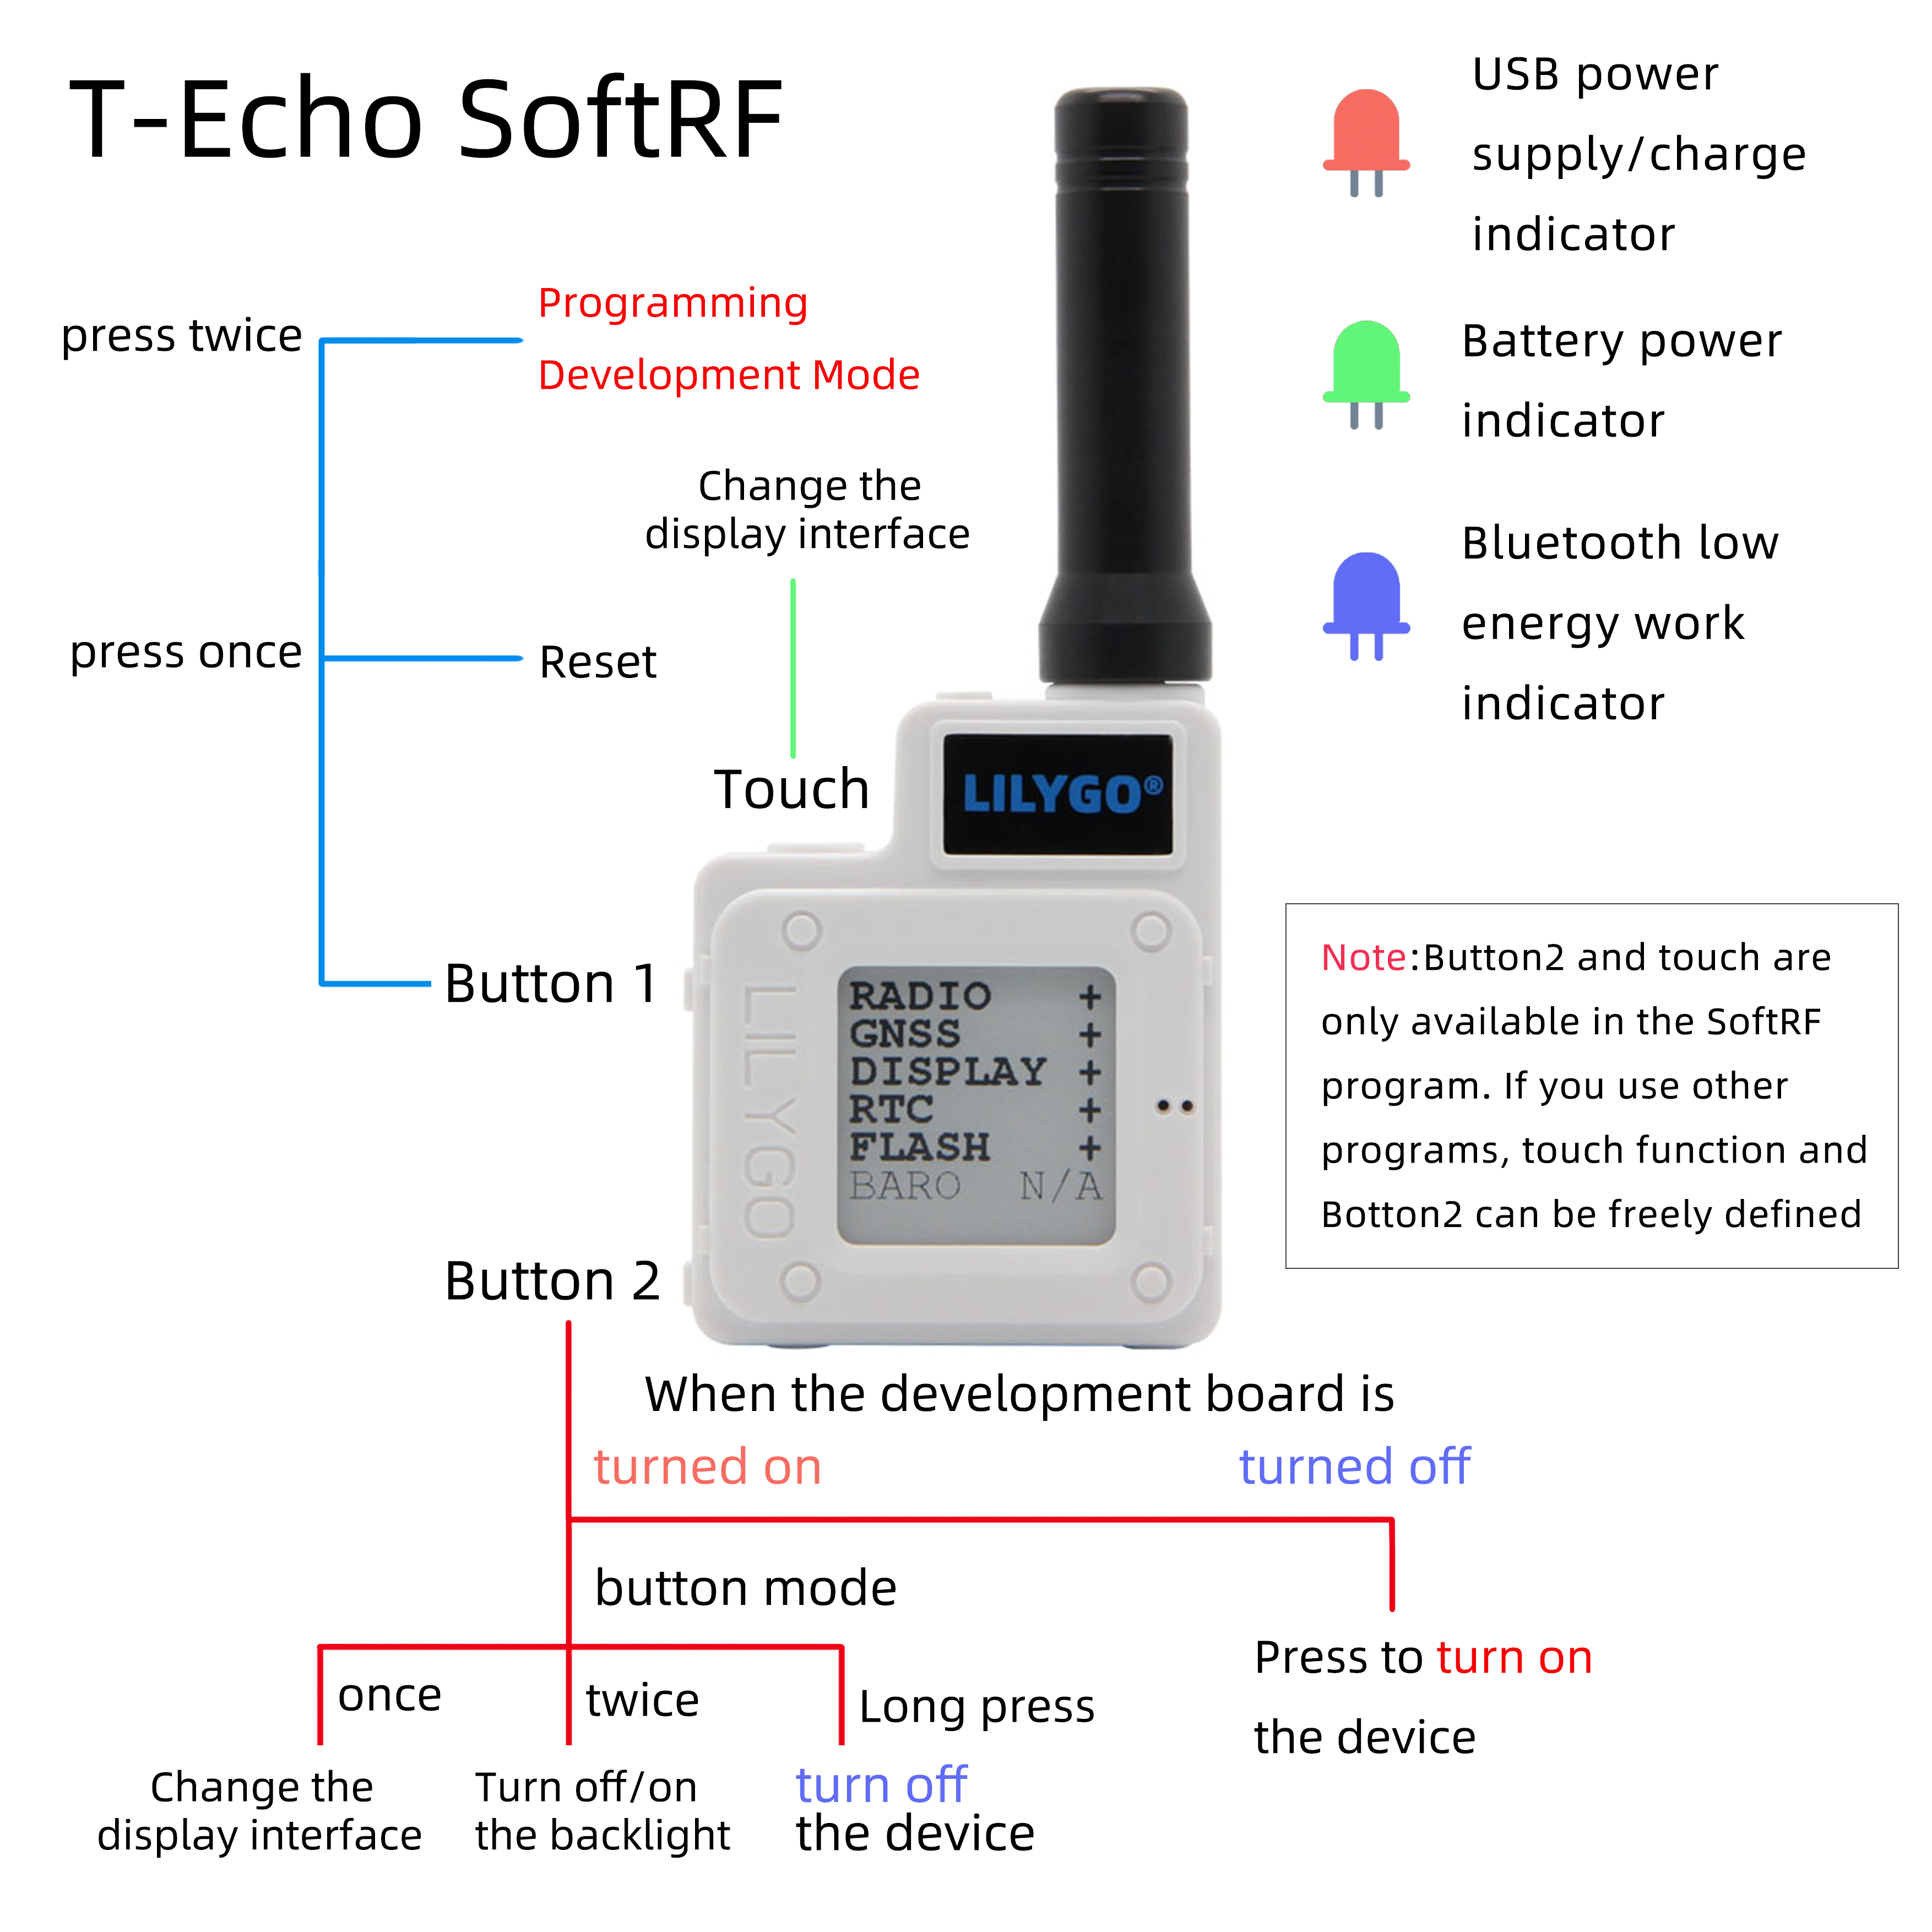 T-Echo SoftRF
USB power
supply/charge
indicator
Battery power
indicator
Bluetooth low
energy work
indicator
press twice
Programming
Development Mode
press once
Reset
Change the
display interface
Touch
LILYGO®
Button 1
LILYGO
RADIO +
GNSS +
DISPLAY +
RTC +
FLASH +
BARO N/A
Note:Button2 and touch are
only available in the SoftRF
program. If you use other
programs, touch function and
Botton2 can be freely defined
Button 2
When the development board is
turned on
turned off
button mode
once
twice
Long press
Change the
display interface
Turn off/on
the backlight
turn off
the device
Press to turn on
the device